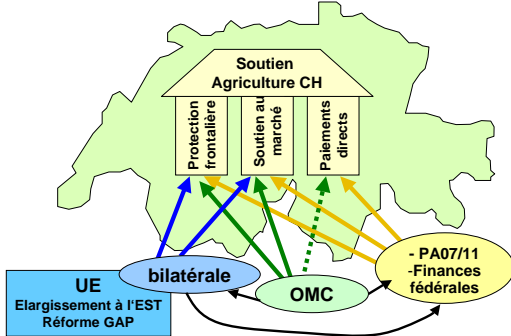 Soutien
Agriculture CH
Protection
frontalière
Soutien au
marché
Paiements
directs
UE
Elargissement à l'EST
Réforme GAP
bilatérale
OMC
- PA07/11
-Finances
fédérales